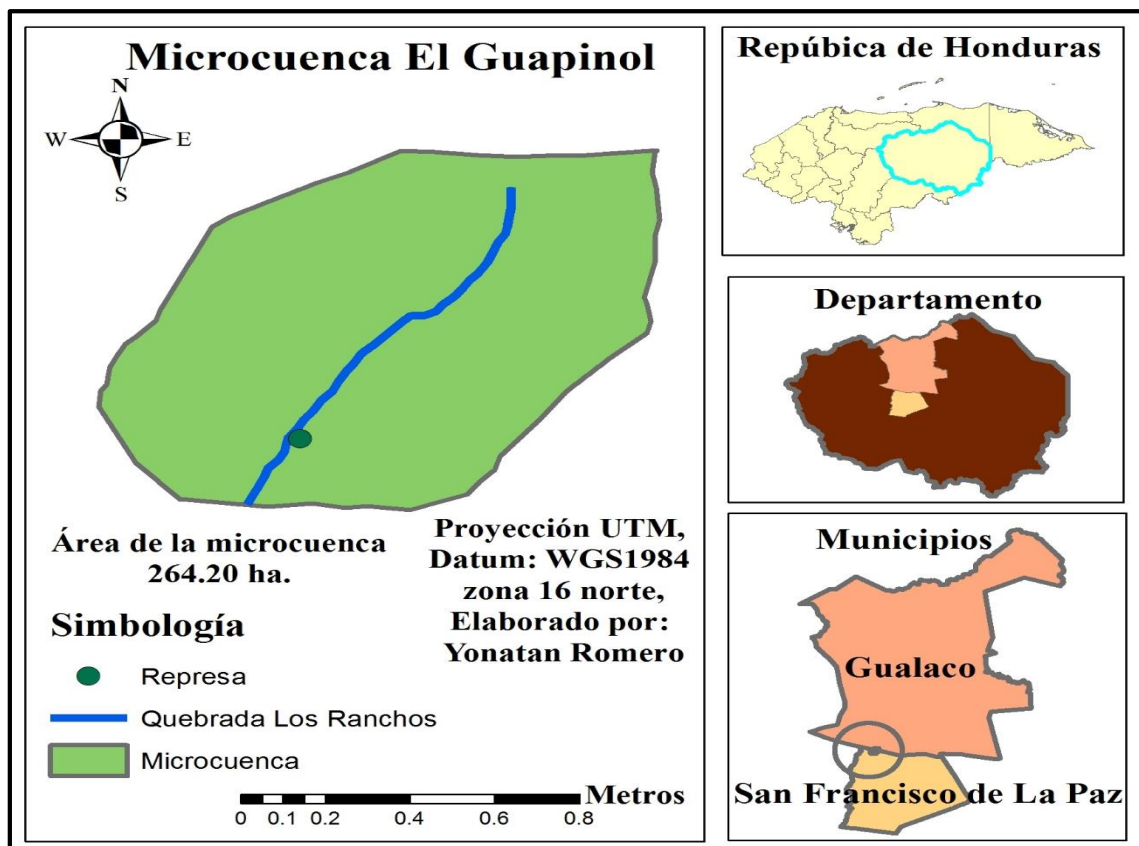 Microcuenca El Guapinol
N
W E
S
Área de la microcuenca
264.20 ha.
Proyección UTM,
Datum: WGS1984
zona 16 norte,
Elaborado por:
Yonatan Romero
Simbología
Represa
Quebrada Los Ranchos
Microcuenca
Metros
0 0.1 0.2 0.4 0.6 0.8
Repúbica de Honduras
Departamento
Municipios
Gualaco
San Francisco de La Paz